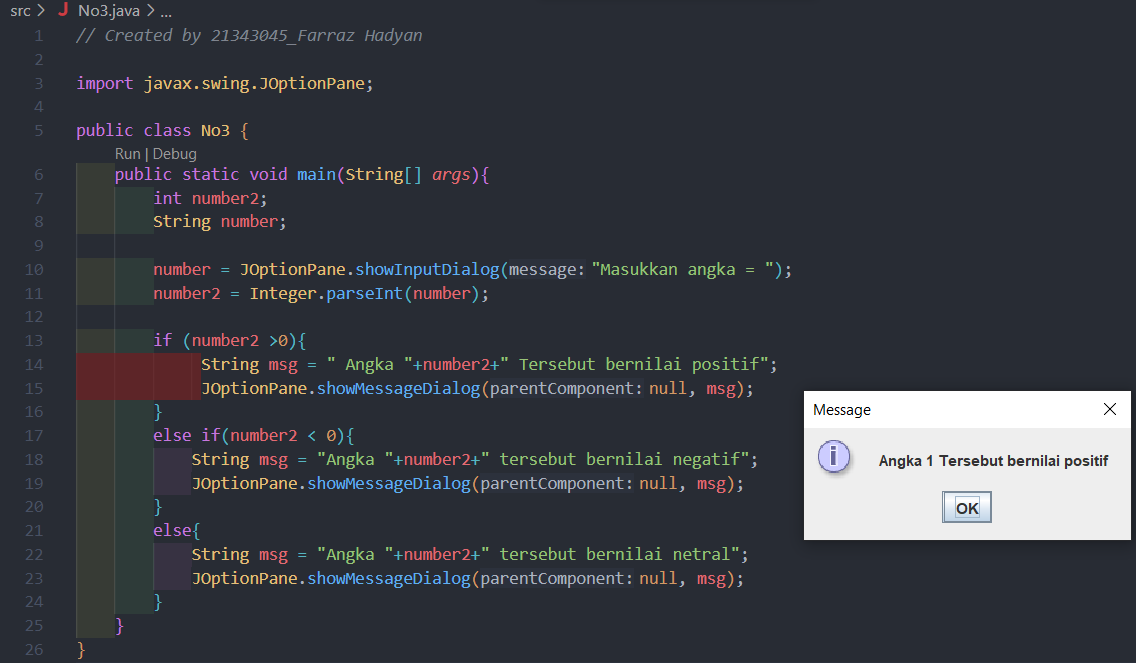 src > J No3.java > ...
1 // Created by 21343045_Farraz Hadyan
2
3 import javax.swing.JOptionPane;
4
5 public class No3 {
Run | Debug
6 public static void main(String[] args){
7 int number2;
8 String number;
9
10 number = JOptionPane.showInputDialog(message: "Masukkan angka = ");
11 number2 = Integer.parseInt(number);
12
13 if (number2 >0){
14 String msg = " Angka "+number2+" Tersebut bernilai positif";
15 JOptionPane.showMessageDialog(parentComponent: null, msg);
16 }
17 else if(number2 < 0){
18 String msg = "Angka "+number2+" tersebut bernilai negatif";
19 JOptionPane.showMessageDialog(parentComponent: null, msg);
20 }
21 else{
22 String msg = "Angka "+number2+" tersebut bernilai netral";
23 JOptionPane.showMessageDialog(parentComponent: null, msg);
24 }
25 }
26 }
Message
Angka 1 Tersebut bernilai positif
OK